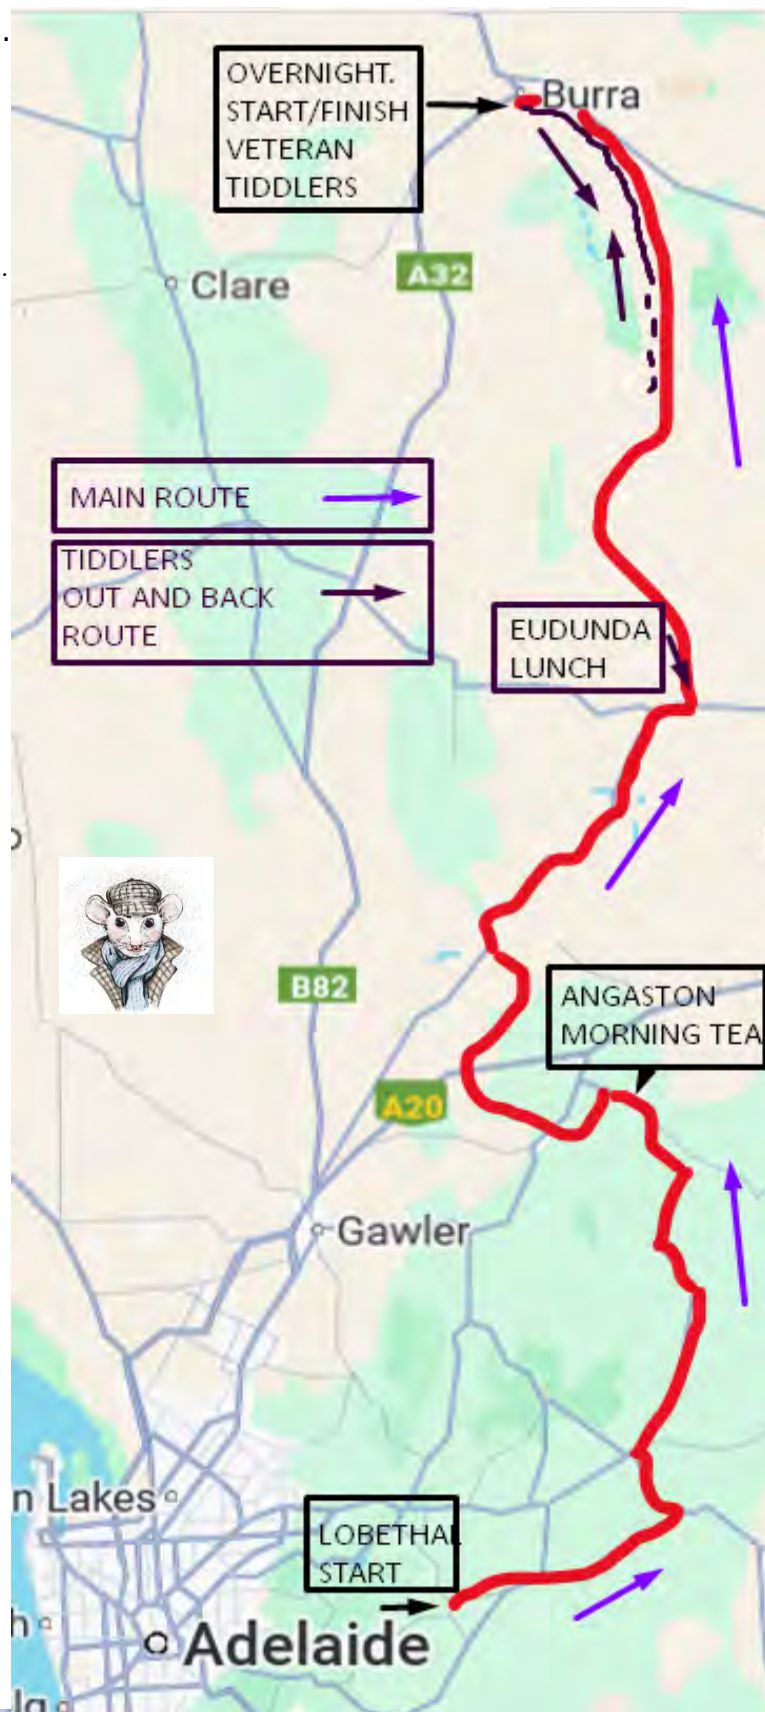 OVERNIGHT.
START/FINISH
VETERAN
TIDDLERS
Burra
Clare
A32
MAIN ROUTE
TIDDLERS
OUT AND BACK
ROUTE
EUDUNDA
LUNCH
B82
ANGASTON
MORNING TEA
A20
Gawler
n Lakes
LOBETHAL
START
h
Adelaide
lg